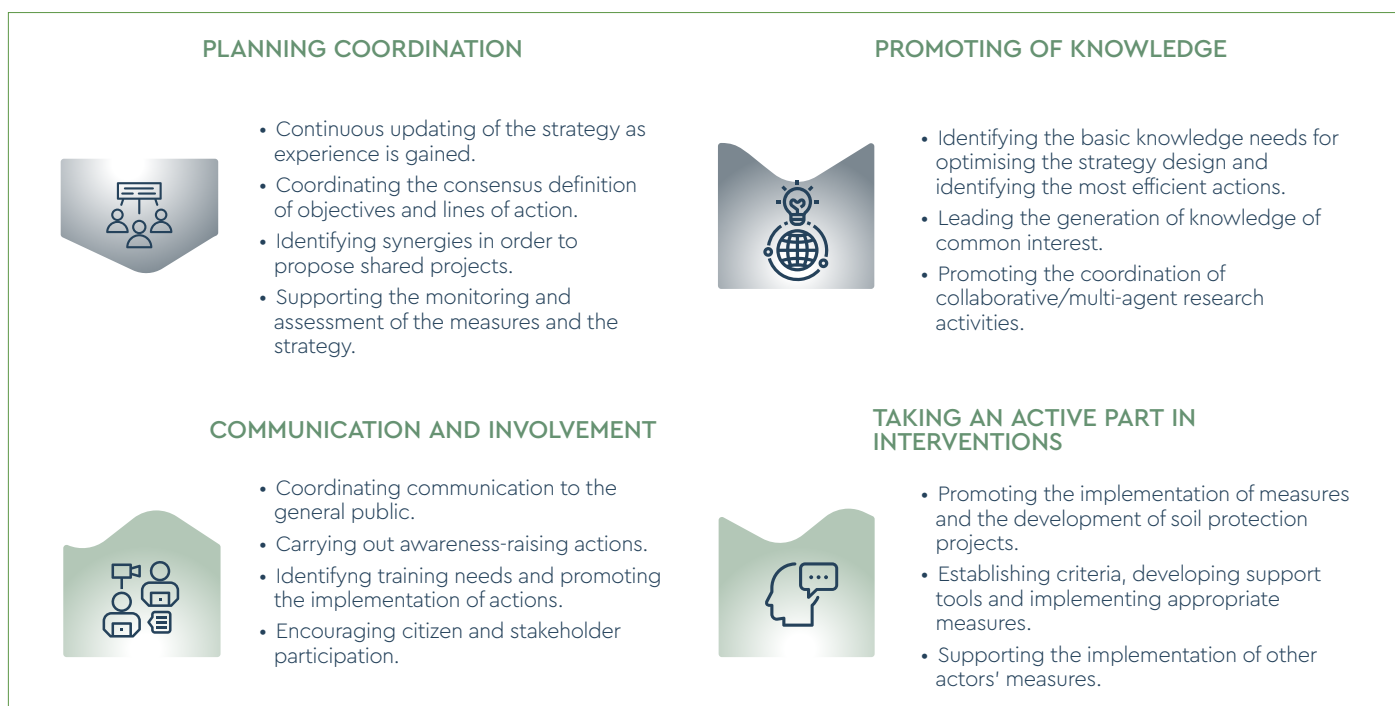 PLANNING COORDINATION
• Continuous updating of the strategy as
experience is gained.
• Coordinating the consensus definition
of objectives and lines of action.
• Identifying synergies in order to
propose shared projects.
• Supporting the monitoring and
assessment of the measures and the
strategy.
PROMOTING OF KNOWLEDGE
• Identifying the basic knowledge needs for
optimising the strategy design and
identifying the most efficient actions.
• Leading the generation of knowledge of
common interest.
• Promoting the coordination of
collaborative/multi-agent research
activities.
COMMUNICATION AND INVOLVEMENT
• Coordinating communication to the
general public.
• Carrying out awareness-raising actions.
• Identifyng training needs and promoting
the implementation of actions.
• Encouraging citizen and stakeholder
participation.
TAKING AN ACTIVE PART IN
INTERVENTIONS
• Promoting the implementation of measures
and the development of soil protection
projects.
• Establishing criteria, developing support
tools and implementing appropriate
measures.
• Supporting the implementation of other
actors' measures.